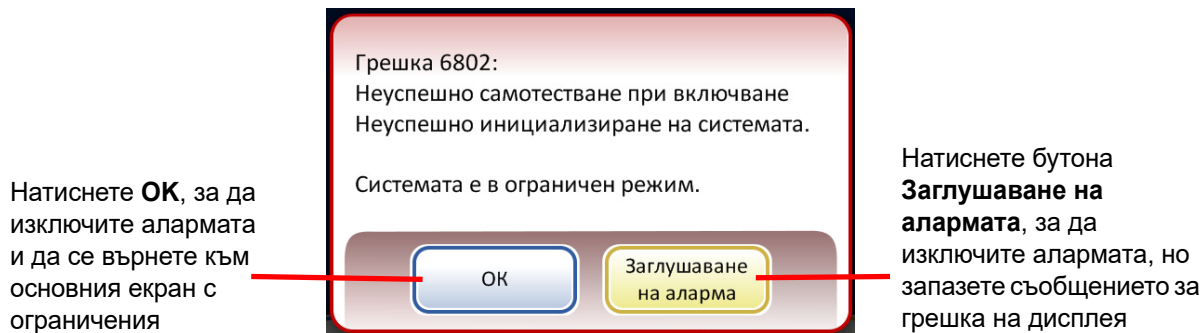 Грешка 6802:
Неуспешно самотестване при включване
Неуспешно инициализиране на системата.
Системата е в ограничен режим.
OK
Заглушаване
на аларма
Натиснете OK, за да
изключите алармата
и да се върнете към
основния екран с
ограничения
Натиснете бутона
Заглушаване на
алармата, за да
изключите алармата, но
запазете съобщението за
грешка на дисплея